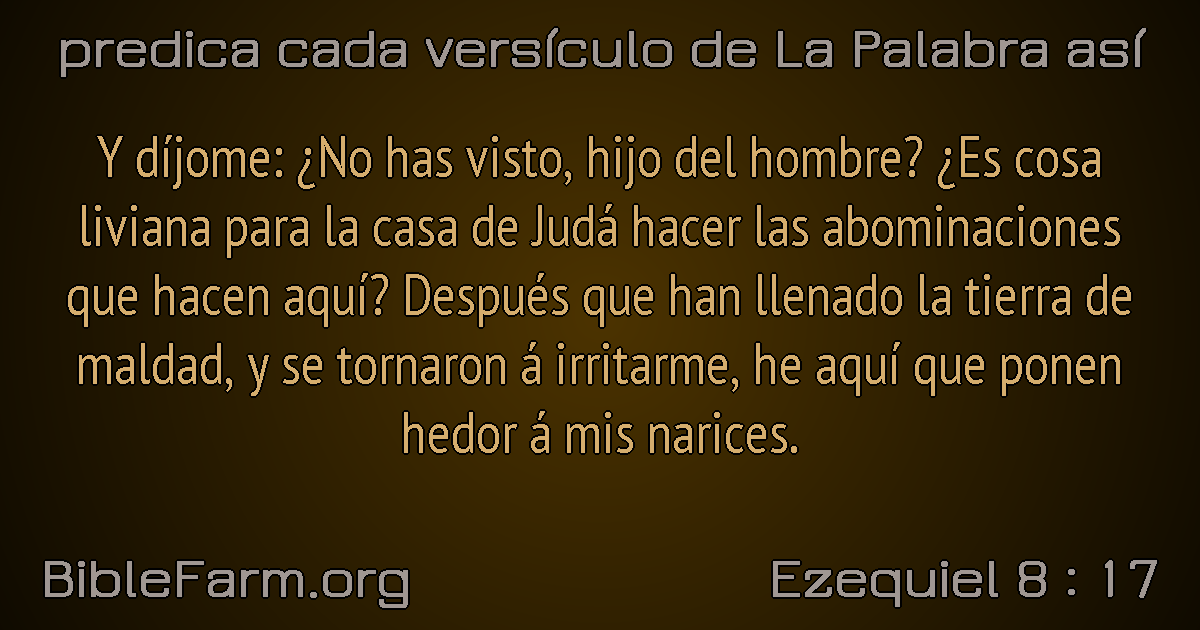 predica cada versículo de La Palabra así
Y díjome: ¿No has visto, hijo del hombre? ¿Es cosa
liviana para la casa de Judá hacer las abominaciones
que hacen aquí? Después que han llenado la tierra de
maldad, y se tornaron á irritarme, he aquí que ponen
hedor á mis narices.
BibleFarm.org
Ezequiel 8 : 17